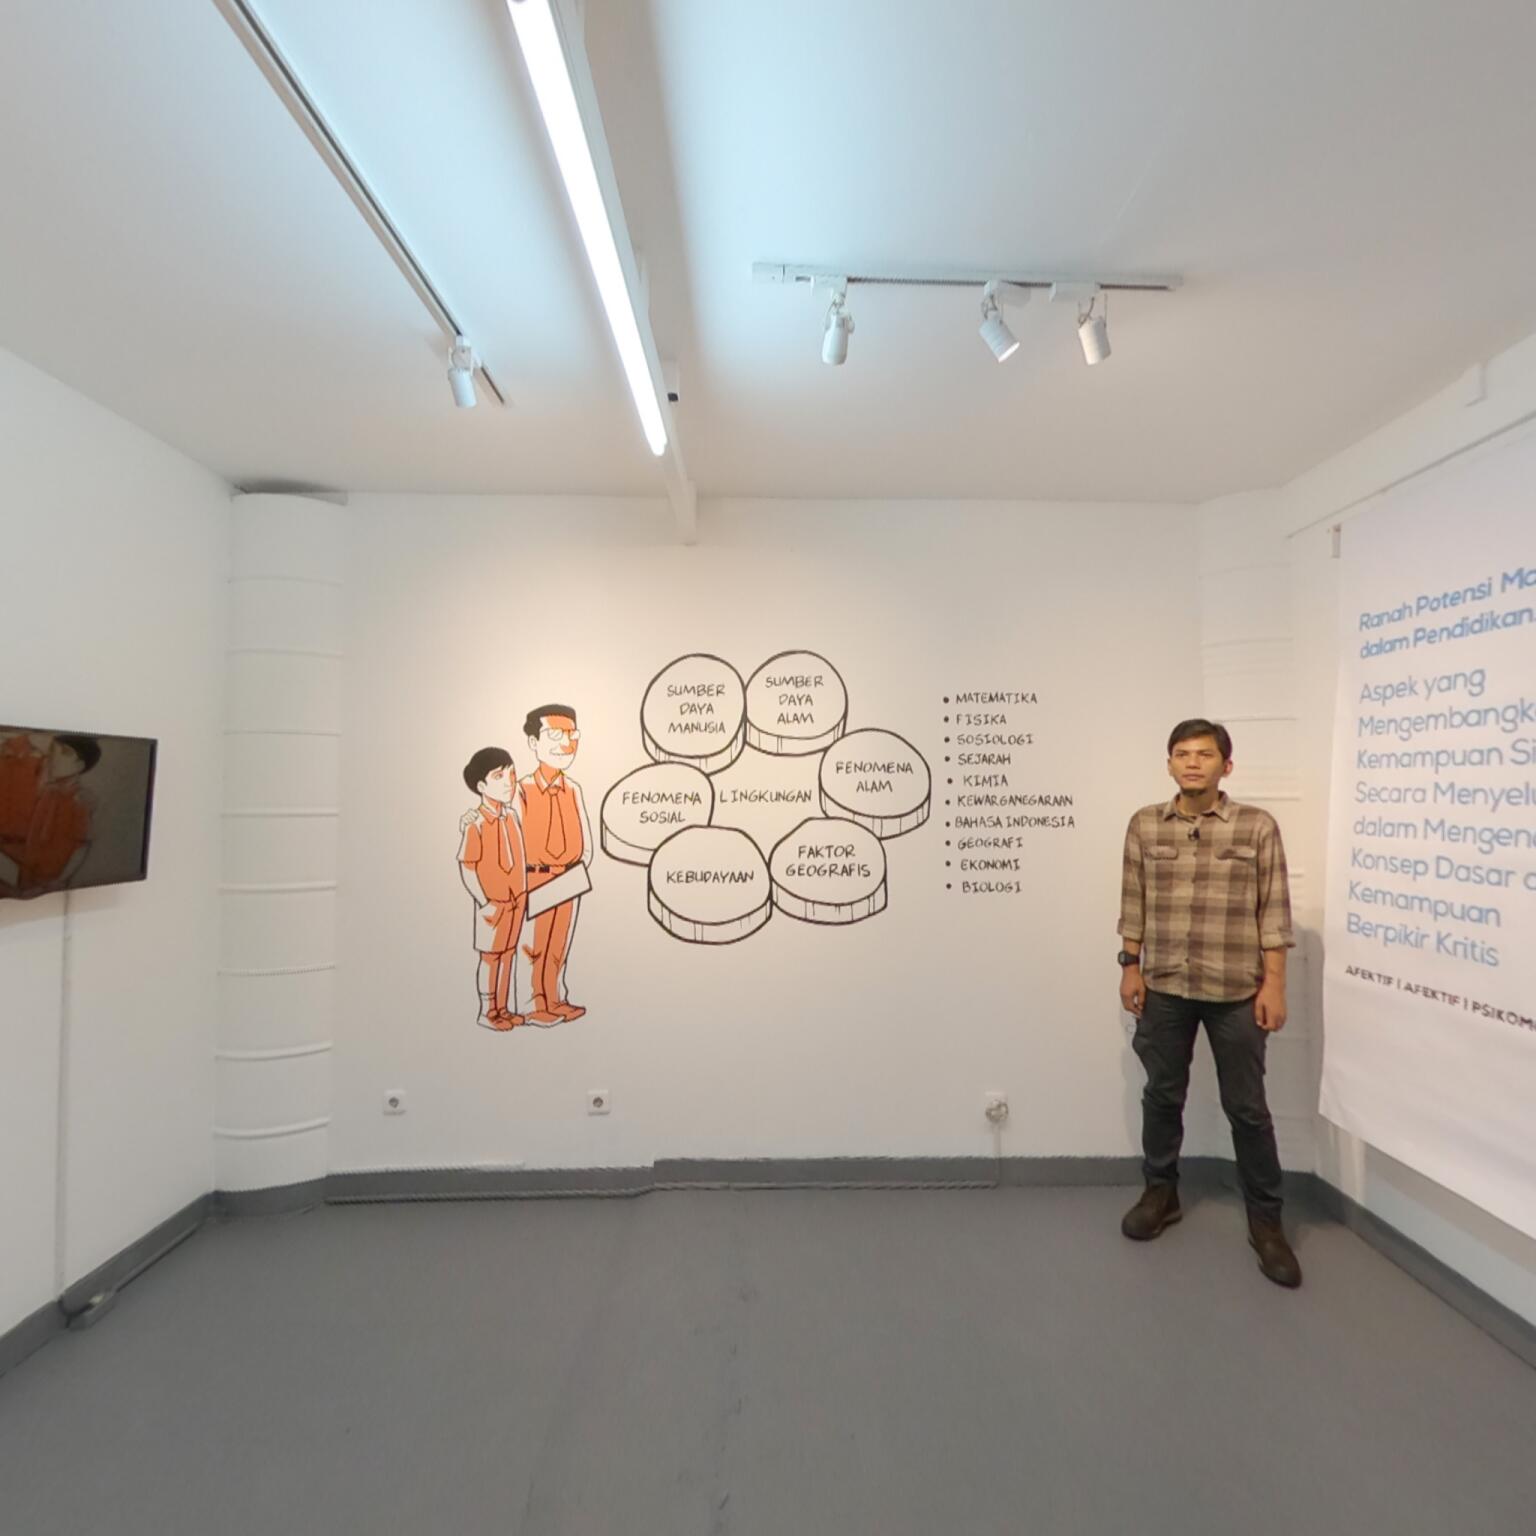 SUMBER
DAYA
MANUSIA
SUMBER
DAYA
ALAM
FENOMENA
ALAM
FENOMENA
SOSIAL
LINGKUNGAN
KEBUDAYAAN
FAKTOR
GEOGRAFIS
• MATEMATIKA
• FISIKA
• SOSIOLOGI
• SEJARAH
• KIMIA
• KEWARGANEGARAAN
• BAHASA INDONESIA
• GEOGRAFI
• EKONOMI
• BIOLOGI
Ranah Potensi
dalam Pendidikan.
Aspek yang
Kemampuan
Secara
dalam
Konsep Dasar
Kemampuan
Berpikir Kritis
AFEKTIF | AFEKTIF |